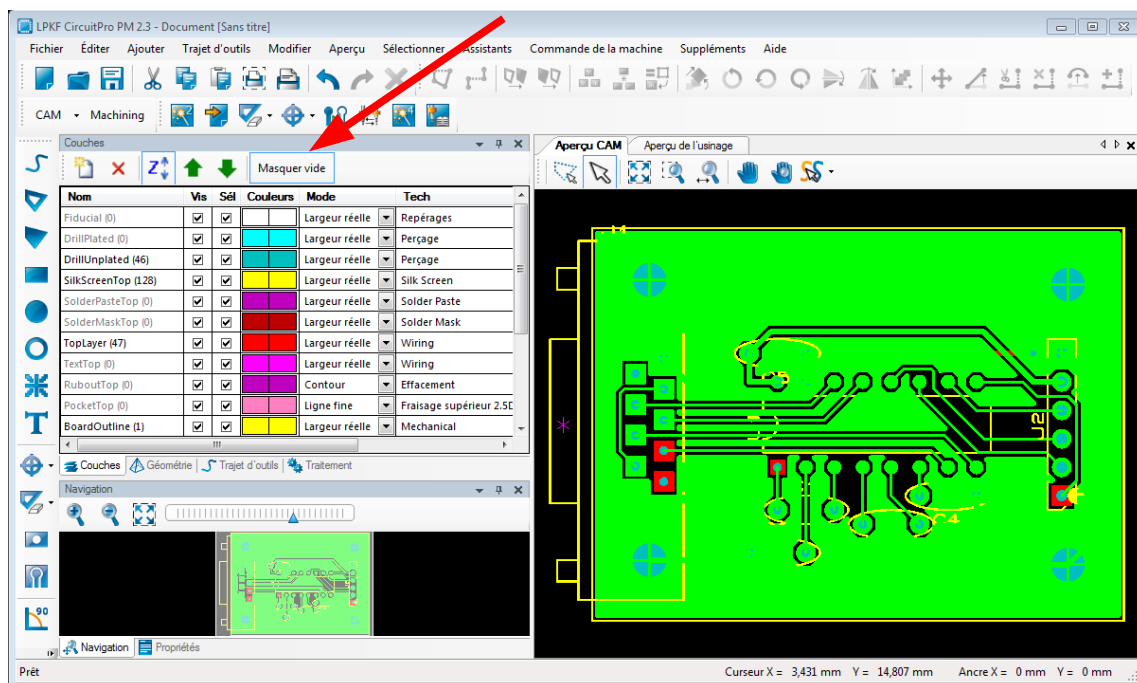 LPKF CircuitPro PM 2.3 - Document [Sans titre]
Fichier Éditer Ajouter Trajet d'outils Modifier Aperçu Sélectionner Assistants Commande de la machine Suppléments Aide
CAM Machining
Couches
Masquer vide
Nom Vis Sél Couleurs Mode Tech
Fiducial (0) Largeur réelle Repérages
DrillPlated (0) Largeur réelle Perçage
DrillUnplated (46) Largeur réelle Perçage
SilkScreenTop (128) Largeur réelle Silk Screen
SolderPasteTop (0) Largeur réelle Solder Paste
SolderMaskTop (0) Largeur réelle Solder Mask
TopLayer (47) Largeur réelle Wiring
TextTop (0) Largeur réelle Wiring
RuboutTop (0) Contour Effacement
PocketTop (0) Ligne fine Fraisage supérieur 2.5D
BoardOutline (1) Largeur réelle Mechanical
Couches Géométrie Trajet d'outils Traitement
Navigation
Navigation Propriétés
90
Aperçu CAM Aperçu de l'usinage
J2
C4
Prêt Curseur X = 3,431 mm Y = 14,807 mm Ancre X = 0 mm Y = 0 mm